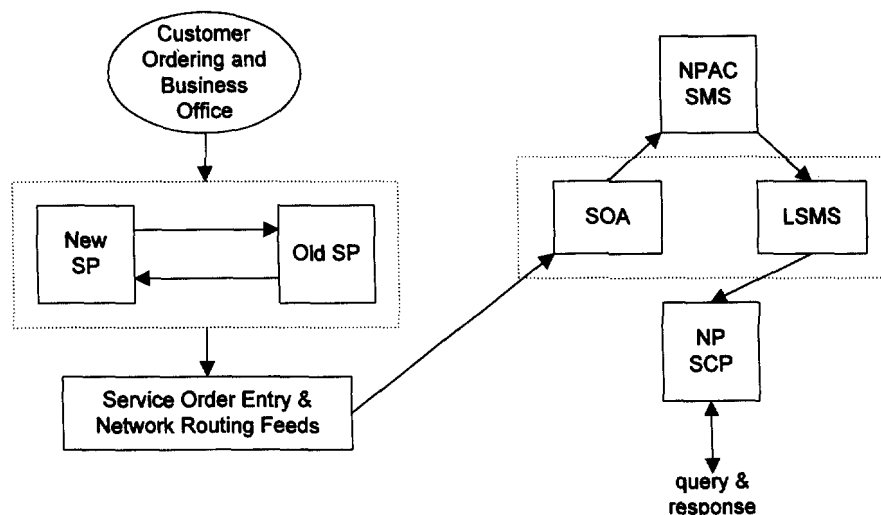 Customer
Ordering and
Business
Office
New
SP
Old SP
Service Order Entry &
Network Routing Feeds
NPAC
SMS
SOA
LSMS
NP
SCP
query &
response